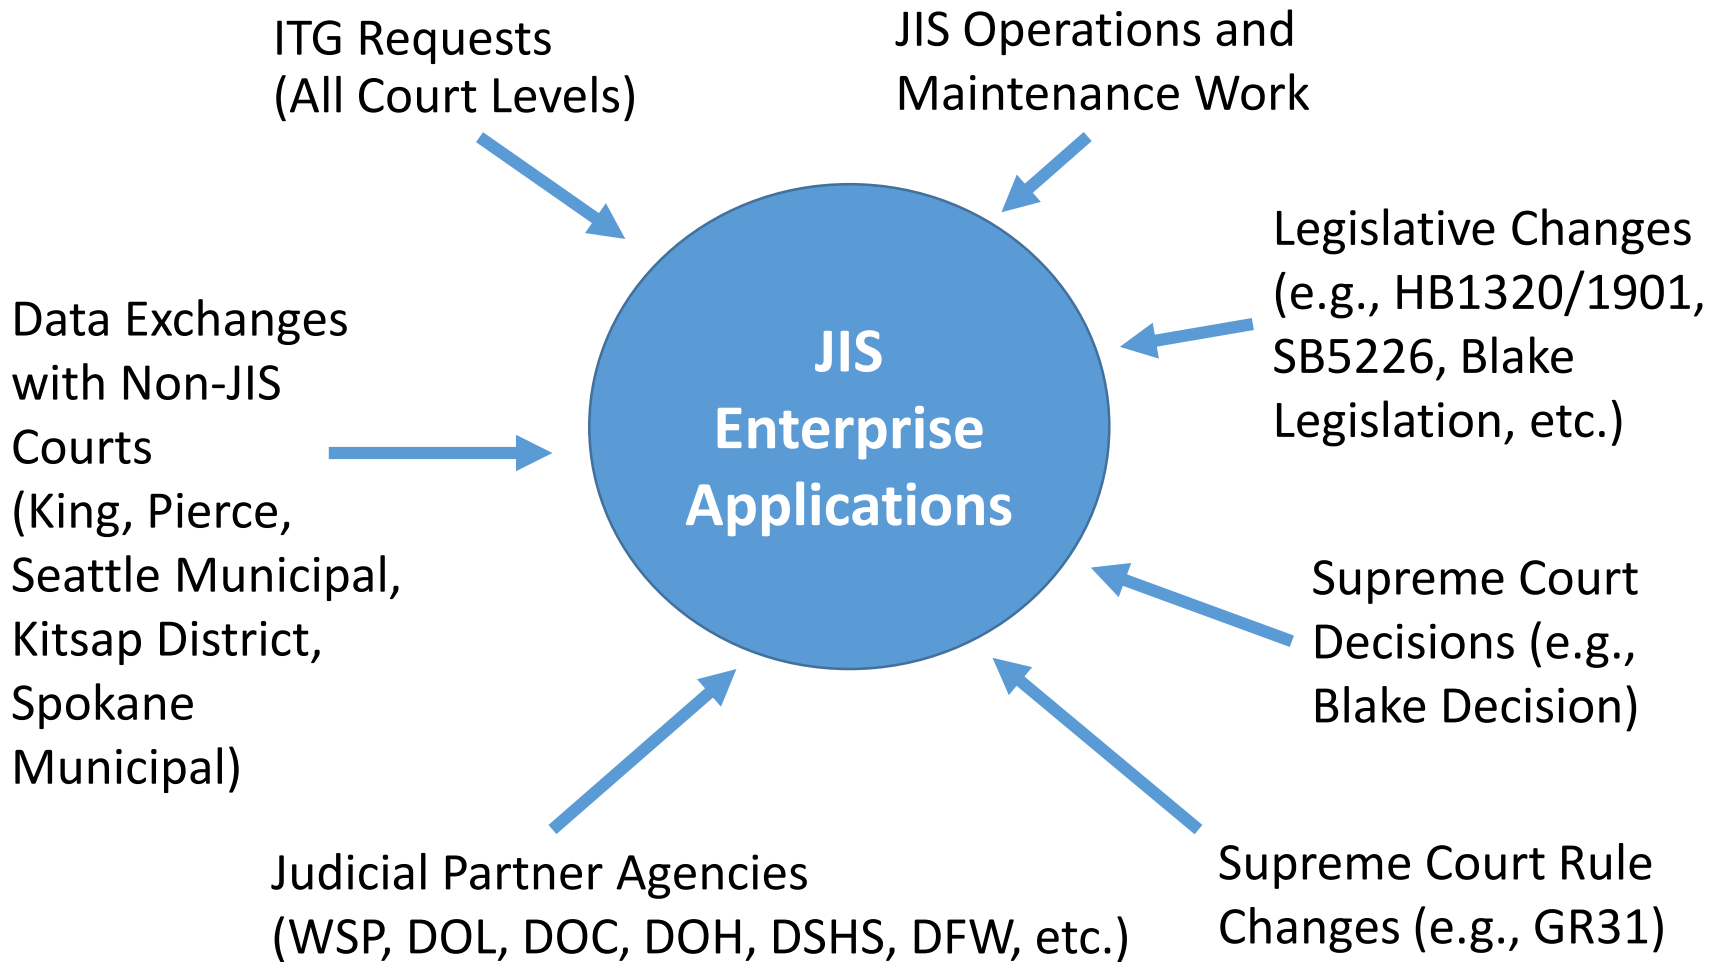 ITG Requests
(All Court Levels)
JIS Operations and
Maintenance Work
Legislative Changes
(e.g., HB1320/1901,
SB5226, Blake
Legislation, etc.)
Data Exchanges
with Non-JIS
Courts
(King, Pierce,
Seattle Municipal,
Kitsap District,
Spokane
Municipal)
JIS
Enterprise
Applications
Supreme Court
Decisions (e.g.,
Blake Decision)
Judicial Partner Agencies
(WSP, DOL, DOC, DOH, DSHS, DFW, etc.)
Supreme Court Rule
Changes (e.g., GR31)